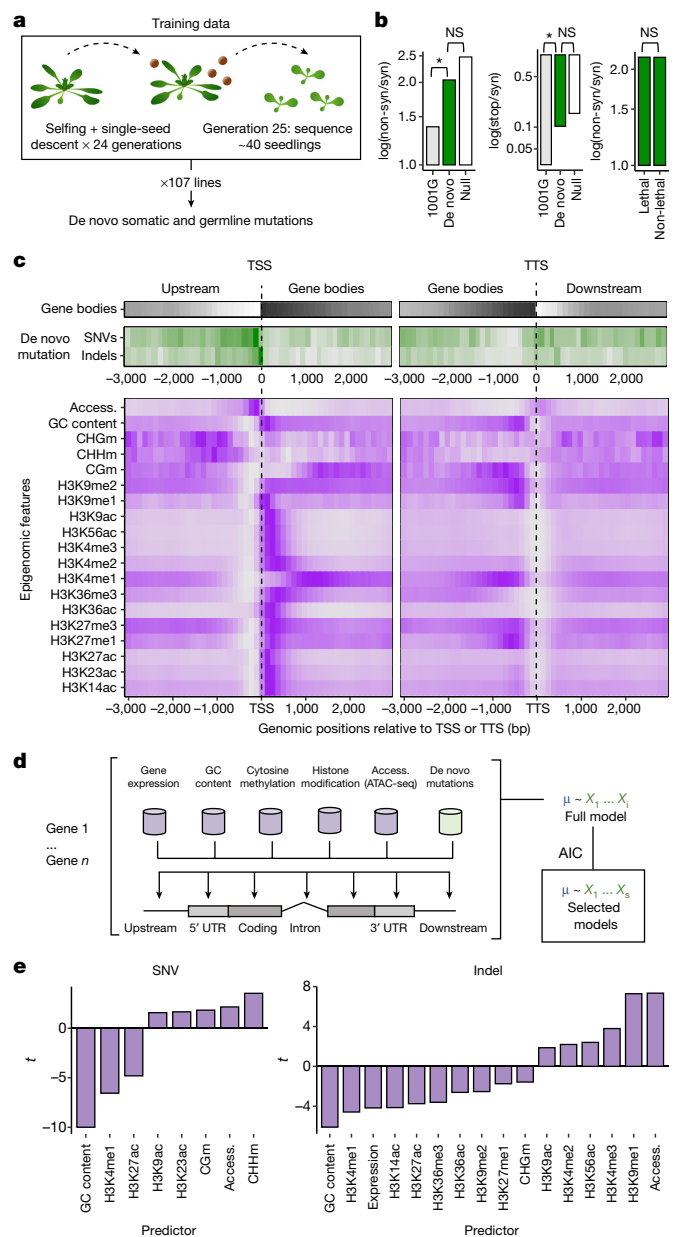 a
Training data
Selfing + single-seed
descent × 24 generations
Generation 25: sequence
~40 seedlings
×107 lines
De novo somatic and germline mutations
b
log(non-syn/syn)
2.5
2.0
1.5
1.0
*
NS
1001G
De novo
Null
log(stop/syn)
0.5
0.1
0.05
*
NS
1001G
De novo
Null
log(non-syn/syn)
2.0
1.5
1.0
NS
Lethal
Non-lethal
c
TSS
TTS
Upstream
Gene bodies
Gene bodies
Downstream
Gene bodies
De novo
mutation
SNVs
Indels
−3,000 −2,000 −1,000 0 1,000 2,000
−3,000 −2,000 −1,000 0 1,000 2,000
Epigenomic features
Access.
GC content
CHGm
CHHm
CGm
H3K9me2
H3K9me1
H3K9ac
H3K56ac
H3K4me3
H3K4me2
H3K4me1
H3K36me3
H3K36ac
H3K27me3
H3K27me1
H3K27ac
H3K23ac
H3K14ac
−3,000 −2,000 −1,000 TSS 1,000 2,000
−3,000 −2,000 −1,000 TTS 1,000 2,000
Genomic positions relative to TSS or TTS (bp)
d
Gene
expression
GC
content
Cytosine
methylation
Histone
modification
Access.
(ATAC-seq)
De novo
mutations
Gene 1
...
Gene n
Upstream
5′ UTR
Coding
Intron
3′ UTR
Downstream
μ ~ X1 ... Xi
Full model
AIC
μ ~ X1 ... Xs
Selected
models
e
SNV
t
0
−5
−10
GC content
H3K4me1
H3K27ac
H3K9ac
H3K23ac
CGm
Access.
CHHm
Predictor
Indel
t
8
4
0
−4
GC content
H3K4me1
Expression
H3K14ac
H3K27ac
H3K36me3
H3K36ac
H3K9me2
H3K27me1
CHGm
H3K9ac
H3K4me2
H3K56ac
H3K4me3
H3K9me1
Access.
Predictor